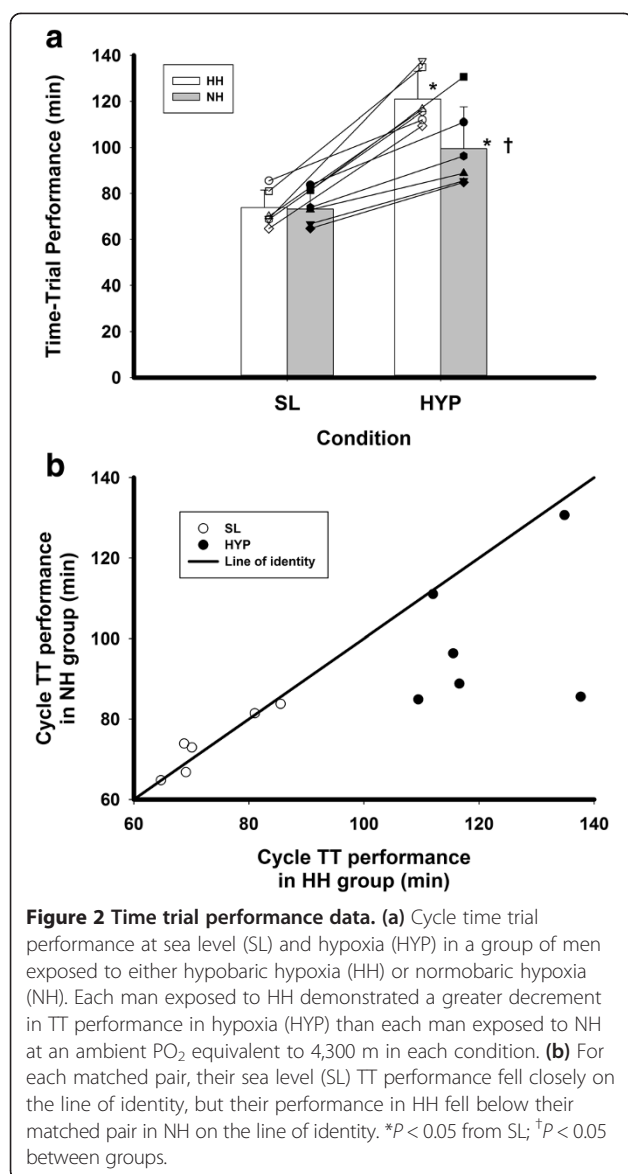 a
140
120
100
80
60
40
20
0
Time-Trial Performance (min)
HH
NH
*
* †
SL HYP
Condition
b
140
120
100
80
60
Cycle TT performance
in NH group (min)
SL
HYP
Line of identity
60 80 100 120 140
Cycle TT performance
in HH group (min)
Figure 2 Time trial performance data. (a) Cycle time trial
performance at sea level (SL) and hypoxia (HYP) in a group of men
exposed to either hypobaric hypoxia (HH) or normobaric hypoxia
(NH). Each man exposed to HH demonstrated a greater decrement
in TT performance in hypoxia (HYP) than each man exposed to NH
at an ambient PO₂ equivalent to 4,300 m in each condition. (b) For
each matched pair, their sea level (SL) TT performance fell closely on
the line of identity, but their performance in HH fell below their
matched pair in NH on the line of identity. *P < 0.05 from SL; †P < 0.05
between groups.